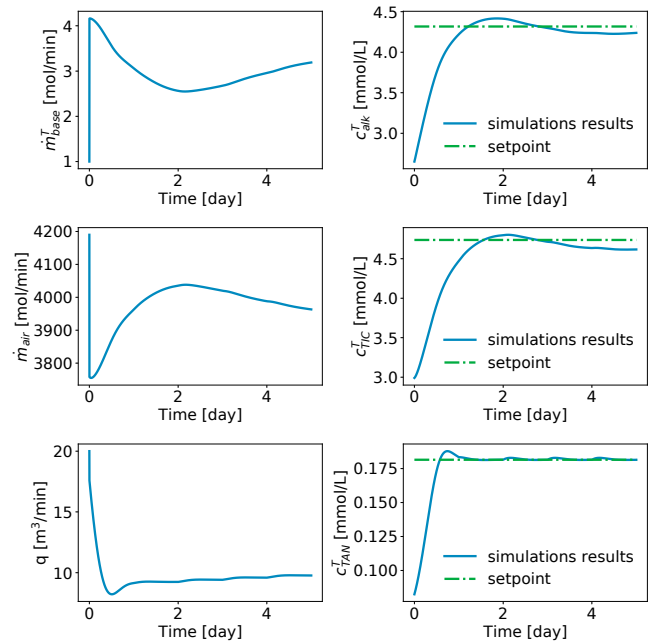 4
3
2
1
ṁ_base^T [mol/min]
0 2 4
Time [day]
4.5
4.0
3.5
3.0
c_alk^T [mmol/L]
simulations results
setpoint
0 2 4
Time [day]
4200
4100
4000
3900
3800
ṁ_air [mol/min]
0 2 4
Time [day]
4.5
4.0
3.5
3.0
c_TIC^T [mmol/L]
simulations results
setpoint
0 2 4
Time [day]
20
15
10
q [m³/min]
0 2 4
Time [day]
0.175
0.150
0.125
0.100
c_TAN^T [mmol/L]
simulations results
setpoint
0 2 4
Time [day]